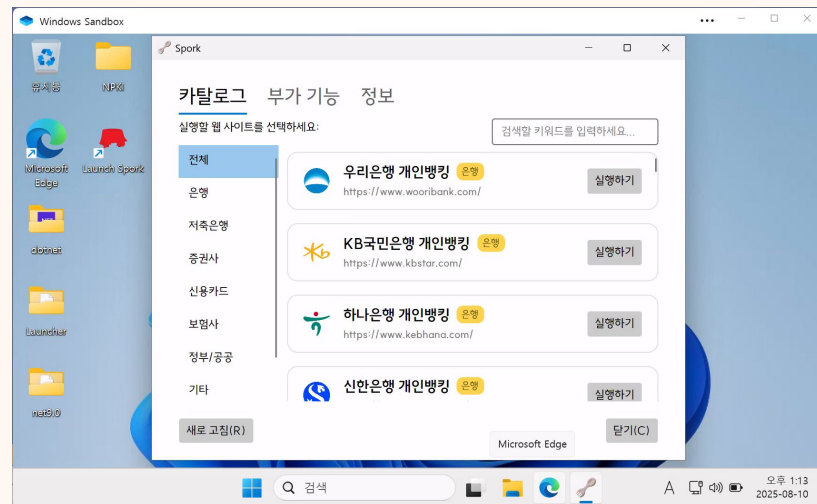 Windows Sandbox
휴지통
NPKI
Microsoft Edge
Launch Spork
dotnet
Launcher
net9.0
Spork
카탈로그 부가 기능 정보
실행할 웹 사이트를 선택하세요:
검색할 키워드를 입력하세요...
전체
은행
저축은행
증권사
신용카드
보험사
정부/공공
기타
우리은행 개인뱅킹 은행
https://www.wooribank.com/
실행하기
KB국민은행 개인뱅킹 은행
https://www.kbstar.com/
실행하기
하나은행 개인뱅킹 은행
https://www.kebhana.com/
실행하기
신한은행 개인뱅킹 은행
실행하기
새로 고침(R)
닫기(C)
Microsoft Edge
검색
A
오후 1:13
2025-08-10